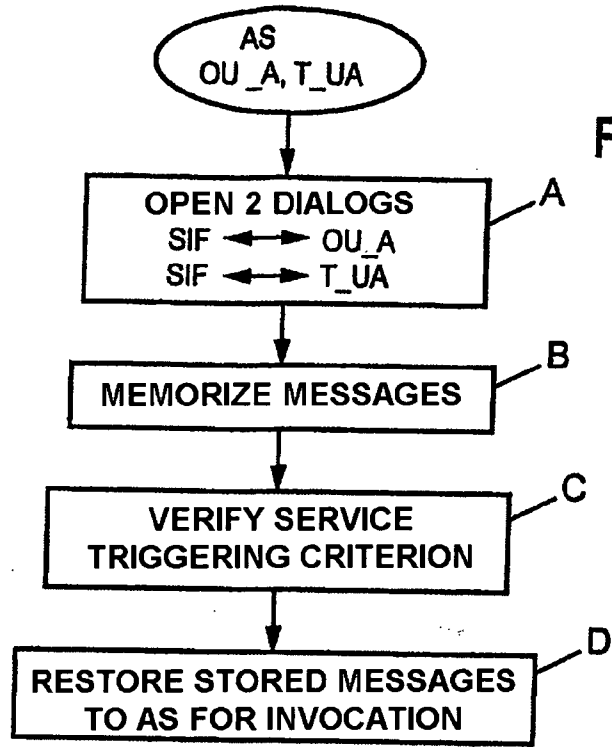 AS
OU_A, T_UA
F
OPEN 2 DIALOGS
SIF OU_A
SIF T_UA
A
MEMORIZE MESSAGES
B
VERIFY SERVICE
TRIGGERING CRITERION
C
RESTORE STORED MESSAGES
TO AS FOR INVOCATION
D